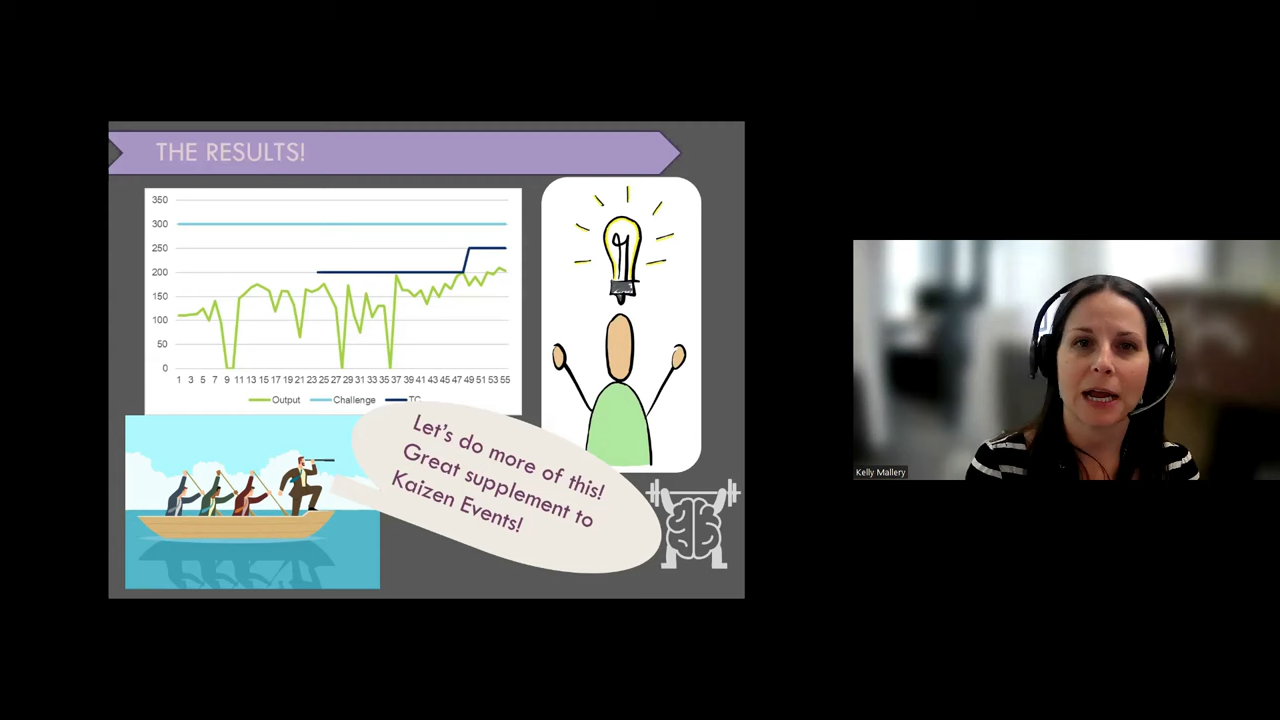 THE RESULTS!
350
300
250
200
150
100
50
0
1 3 5 7 9 11 13 15 17 19 21 23 25 27 29 31 33 35 37 39 41 43 45 47 49 51 53 55
Output Challenge TC
Let's do more of this!
Great supplement to
Kaizen Events!
Kelly Mallery